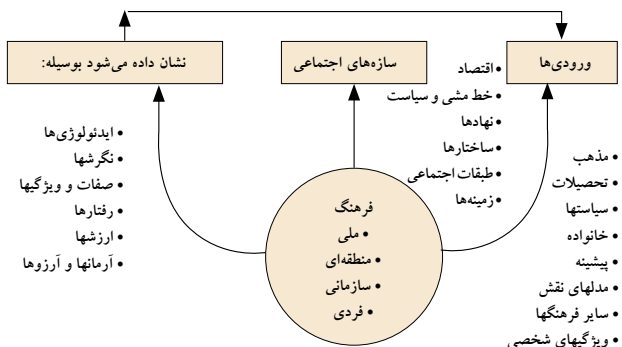 ورودی‌ها
سازه‌های اجتماعی
نشان داده می‌شود بوسیله:
• اقتصاد
• خط مشی و سیاست
• نهادها
• ساختارها
• طبقات اجتماعی
• زمینه‌ها
• مذهب
• تحصیلات
• سیاستها
• خانواده
• پیشینه
• مدلهای نقش
• سایر فرهنگها
• ویژگیهای شخصی
• ایدئولوژی‌ها
• نگرشها
• صفات و ویژگیها
• رفتارها
• ارزشها
• آرمانها و آرزوها
فرهنگ
• ملی
• منطقه‌ای
• سازمانی
• فردی